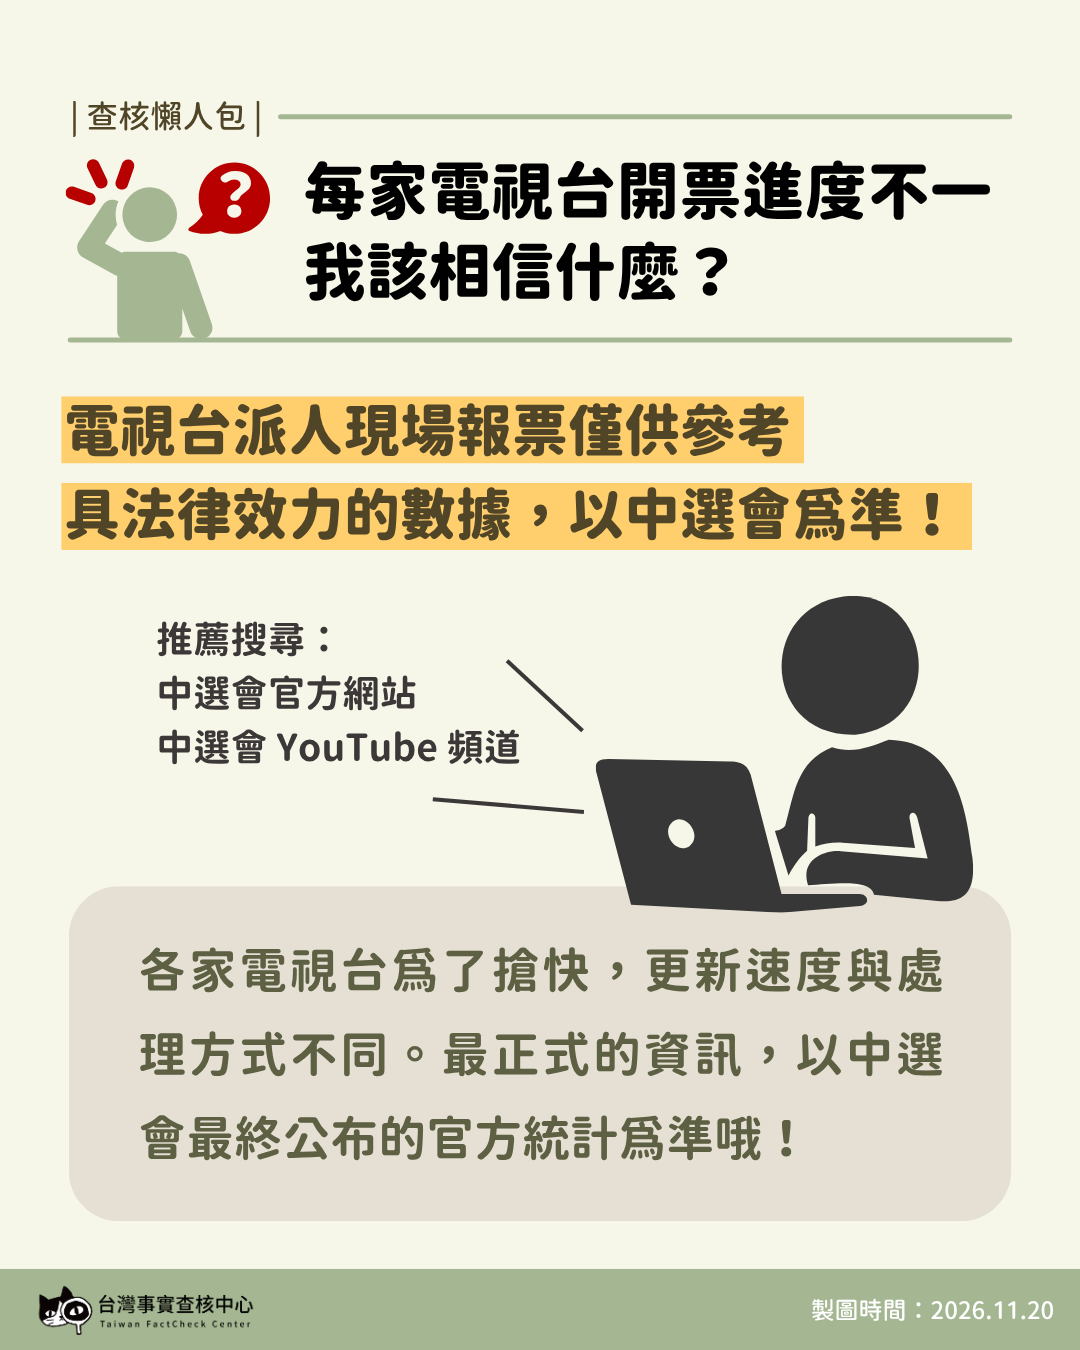 | 查核懶人包 |
?
每家電視台開票進度不一
我該相信什麼？
電視台派人現場報票僅供參考
具法律效力的數據，以中選會為準！
推薦搜尋：
中選會官方網站
中選會 YouTube 頻道
各家電視台為了搶快，更新速度與處
理方式不同。最正式的資訊，以中選
會最終公布的官方統計為準哦！
台灣事實查核中心
Taiwan FactCheck Center
製圖時間：2026.11.20